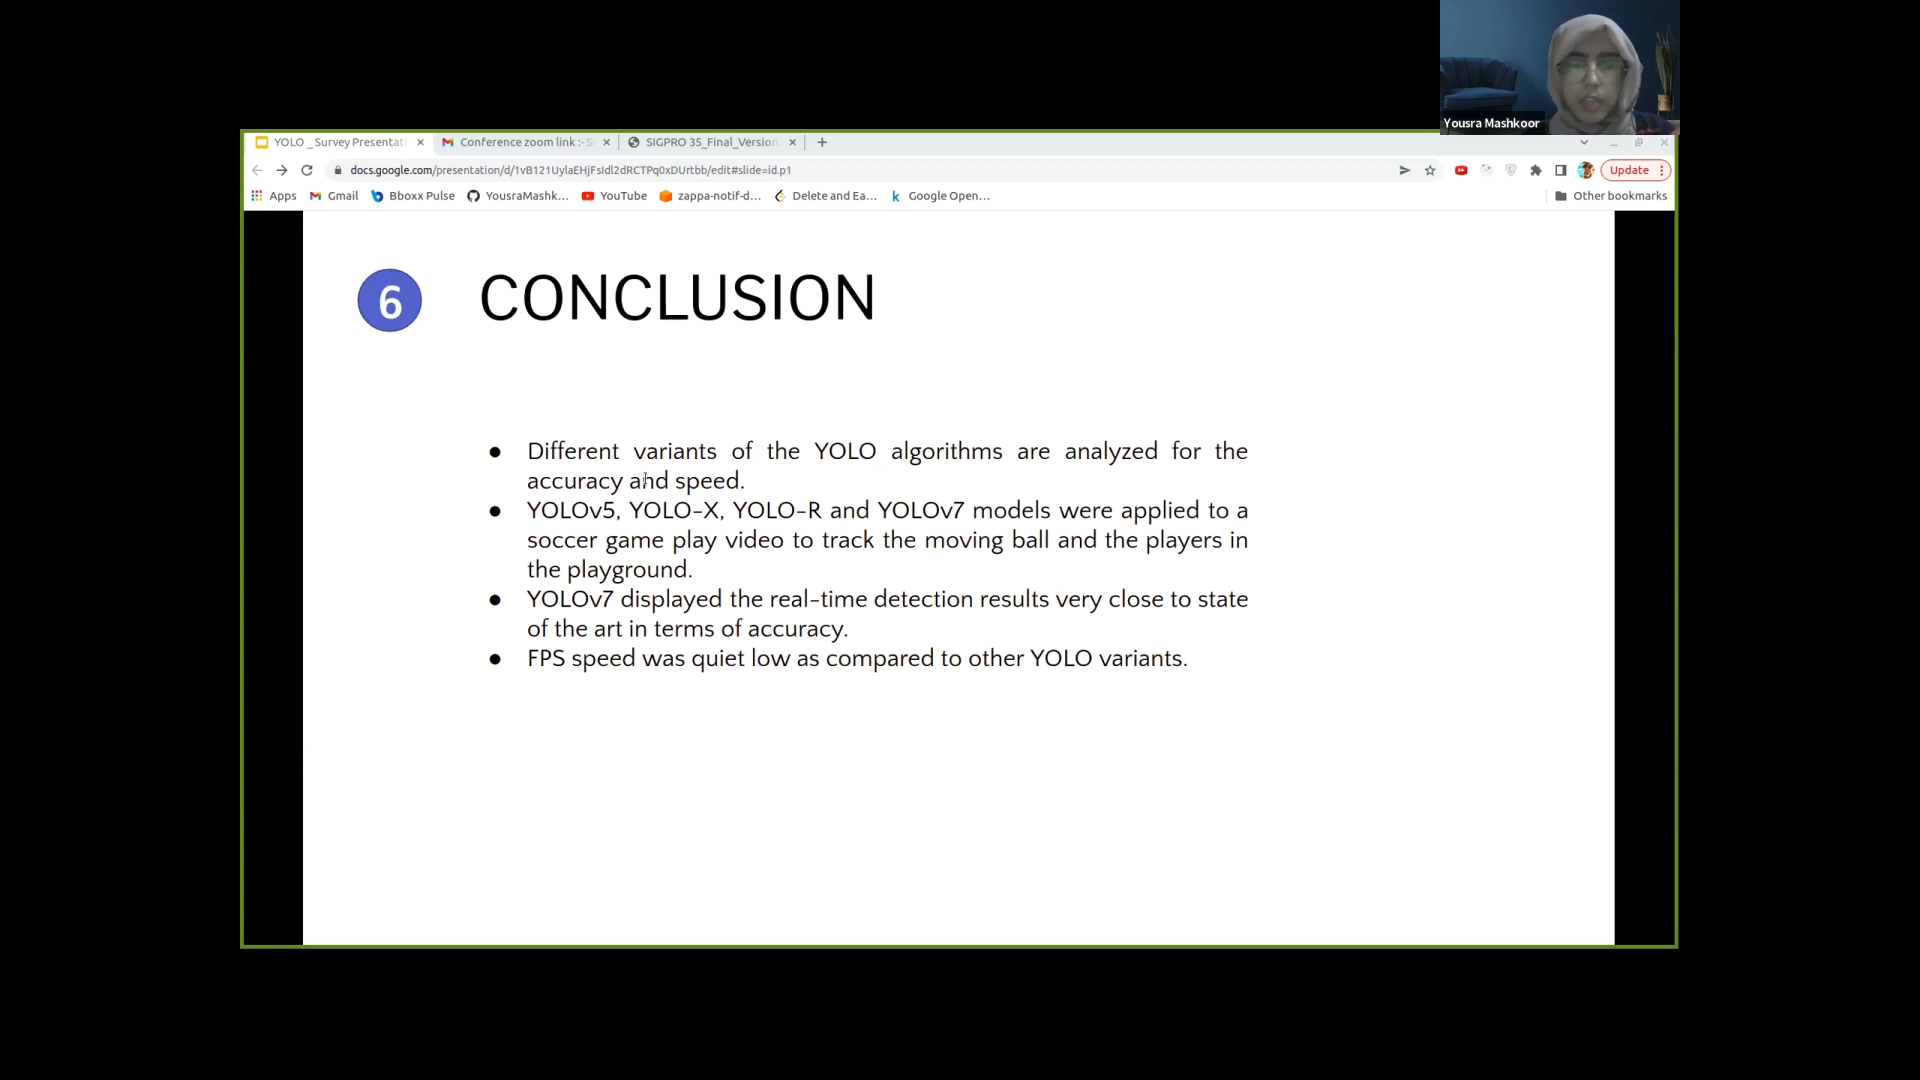 Yousra Mashkoor
YOLO _ Survey Presentati
Conference zoom link :- S
SIGPRO 35_Final_Version
docs.google.com/presentation/d/1vB121UylaEHjFsIdl2dRCTPq0xDUrtbb/edit#slide=id.p1
Update
Apps
Gmail
Bboxx Pulse
YousraMashk...
YouTube
zappa-notif-d...
Delete and Ea...
k Google Open...
Other bookmarks
6 CONCLUSION
● Different variants of the YOLO algorithms are analyzed for the
accuracy and speed.
● YOLOv5, YOLO-X, YOLO-R and YOLOv7 models were applied to a
soccer game play video to track the moving ball and the players in
the playground.
● YOLOv7 displayed the real-time detection results very close to state
of the art in terms of accuracy.
● FPS speed was quiet low as compared to other YOLO variants.